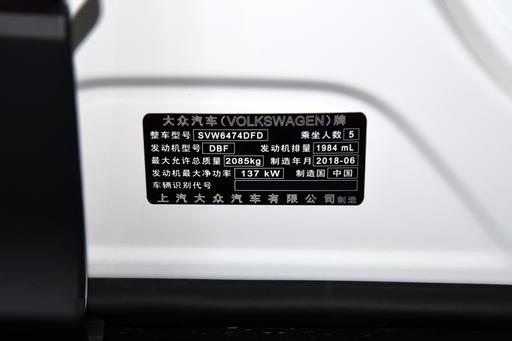 大众汽车(VOLKSWAGEN)牌
整车型号 SVW6474DFD 乘坐人数 5
发动机型号 DBF 发动机排量 1984 mL
最大允许总质量 2085kg 制造年月 2018-06
发动机最大净功率 137 kW 制造国 中国
车辆识别代号
上汽大众汽车有限公司制造